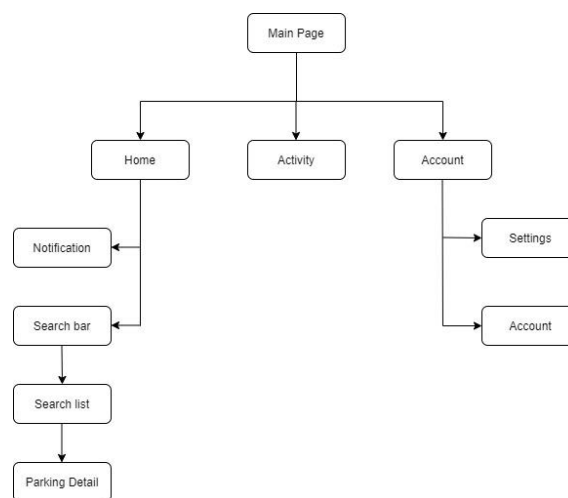 Main Page
Home
Activity
Account
Notification
Settings
Search bar
Account
Search list
Parking Detail